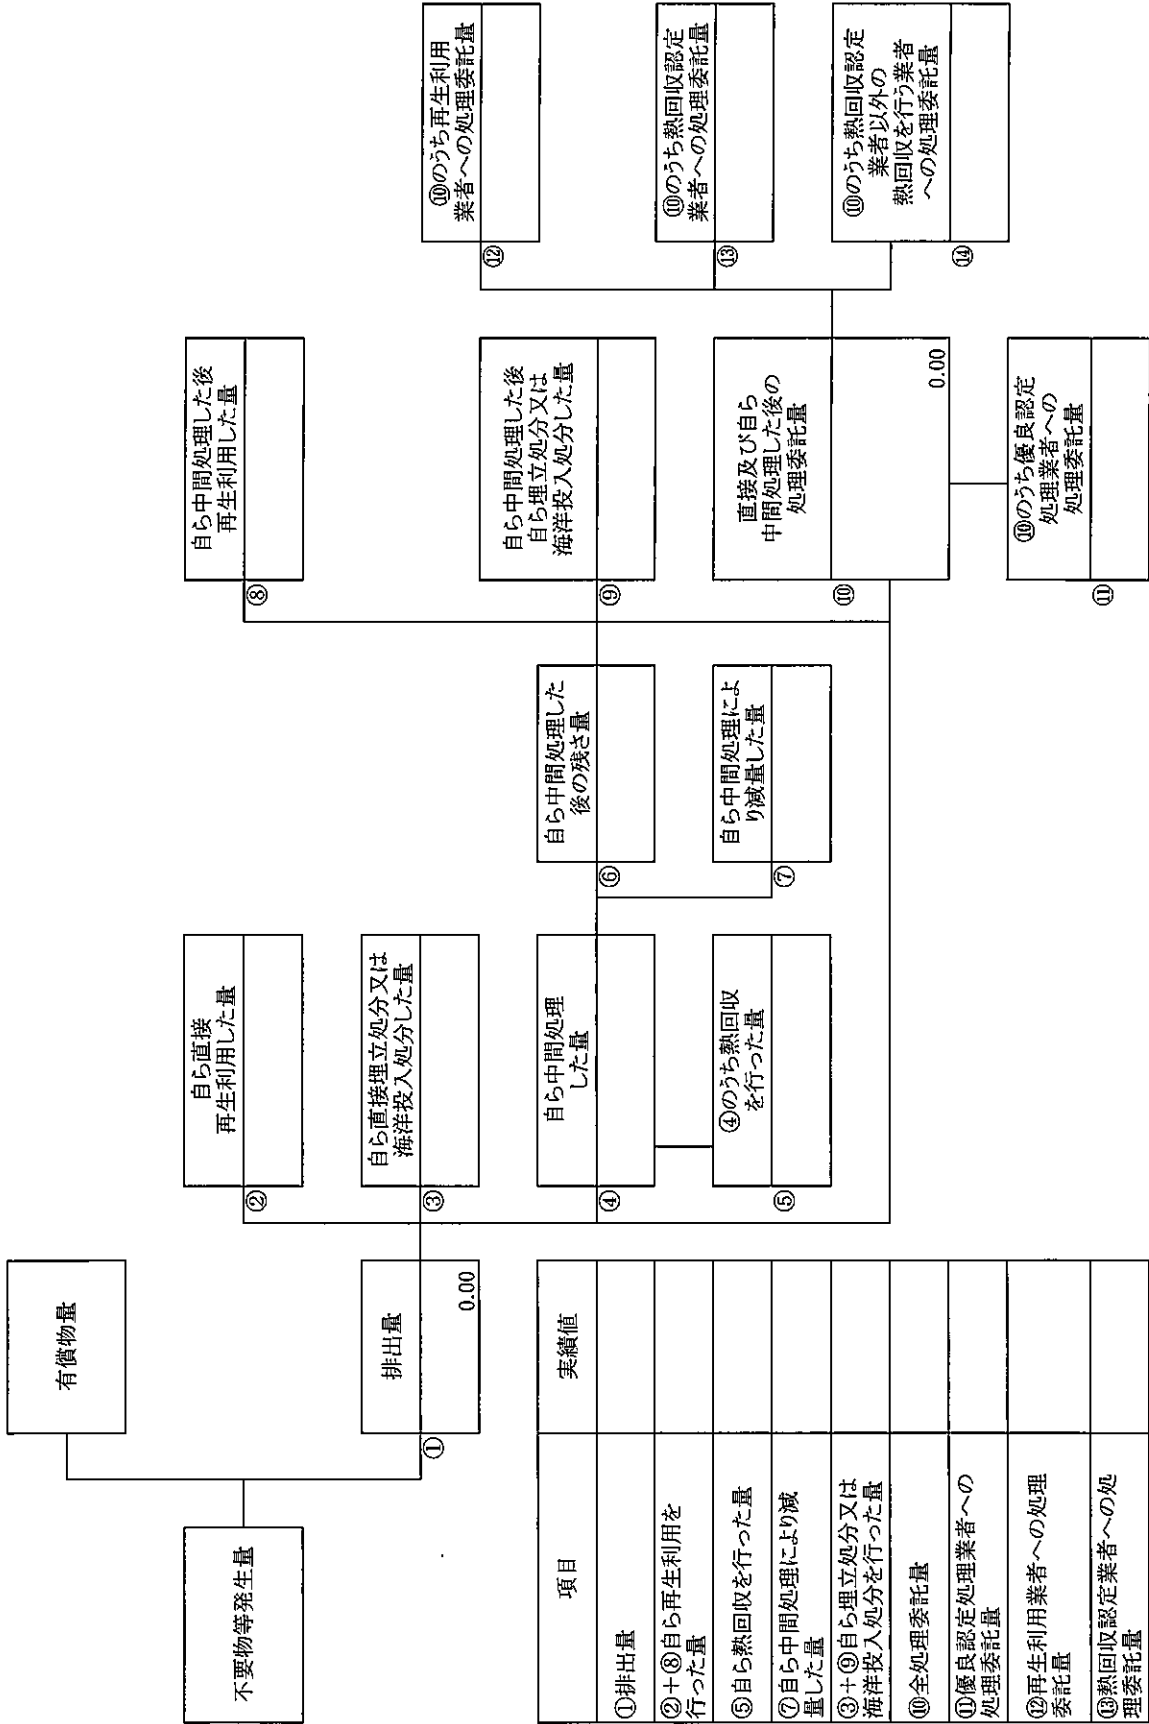 不要物等発生量
有償物量
①
排出量
0.00
②
自ら直接
再生利用した量
③
自ら直接埋立処分又は
海洋投入処分した量
④
自ら中間処理
した量
⑤
④のうち熱回収
を行った量
⑥
自ら中間処理した
後の残さ量
⑦
自ら中間処理によ
り減量した量
⑧
自ら中間処理した後
再生利用した量
⑨
自ら中間処理した後
自ら埋立処分又は
海洋投入処分した量
⑩
直接及び自ら
中間処理した後の
処理委託量
0.00
⑪
⑩のうち優良認定
処理業者への
処理委託量
⑫
⑩のうち再生利用
業者への処理委託量
⑬
⑩のうち熱回収認定
業者への処理委託量
⑭
⑩のうち熱回収認定
業者以外の
熱回収を行う業者
への処理委託量
項目
実績値
①排出量
②+⑧自ら再生利用を
行った量
⑤自ら熱回収を行った量
⑦自ら中間処理により減
量した量
③+⑨自ら埋立処分又は
海洋投入処分を行った量
⑩全処理委託量
⑪優良認定処理業者への
処理委託量
⑫再生利用業者への処理
委託量
⑬熱回収認定業者への処
理委託量